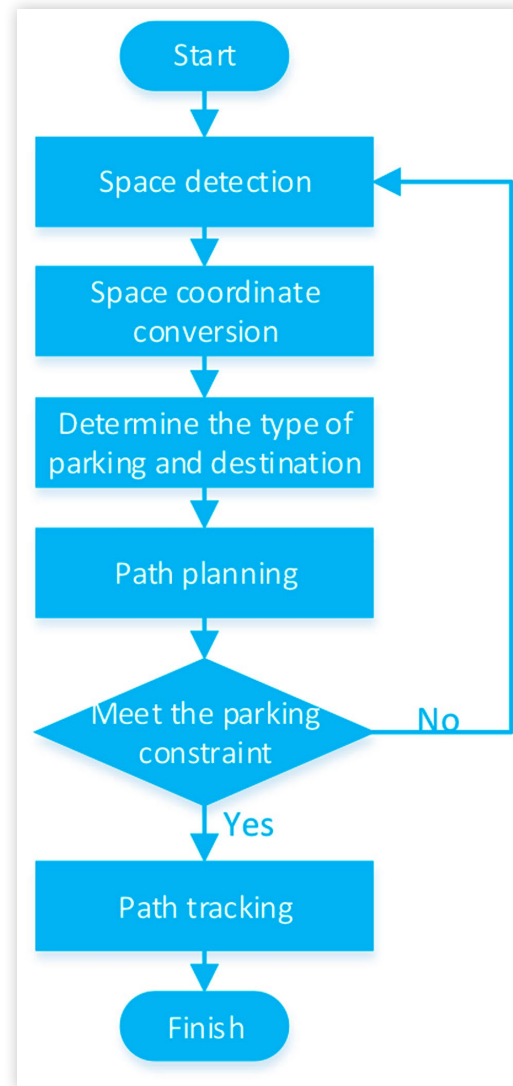 Start
Space detection
Space coordinate
conversion
Determine the type of
parking and destination
Path planning
Meet the parking
constraint
No
Yes
Path tracking
Finish